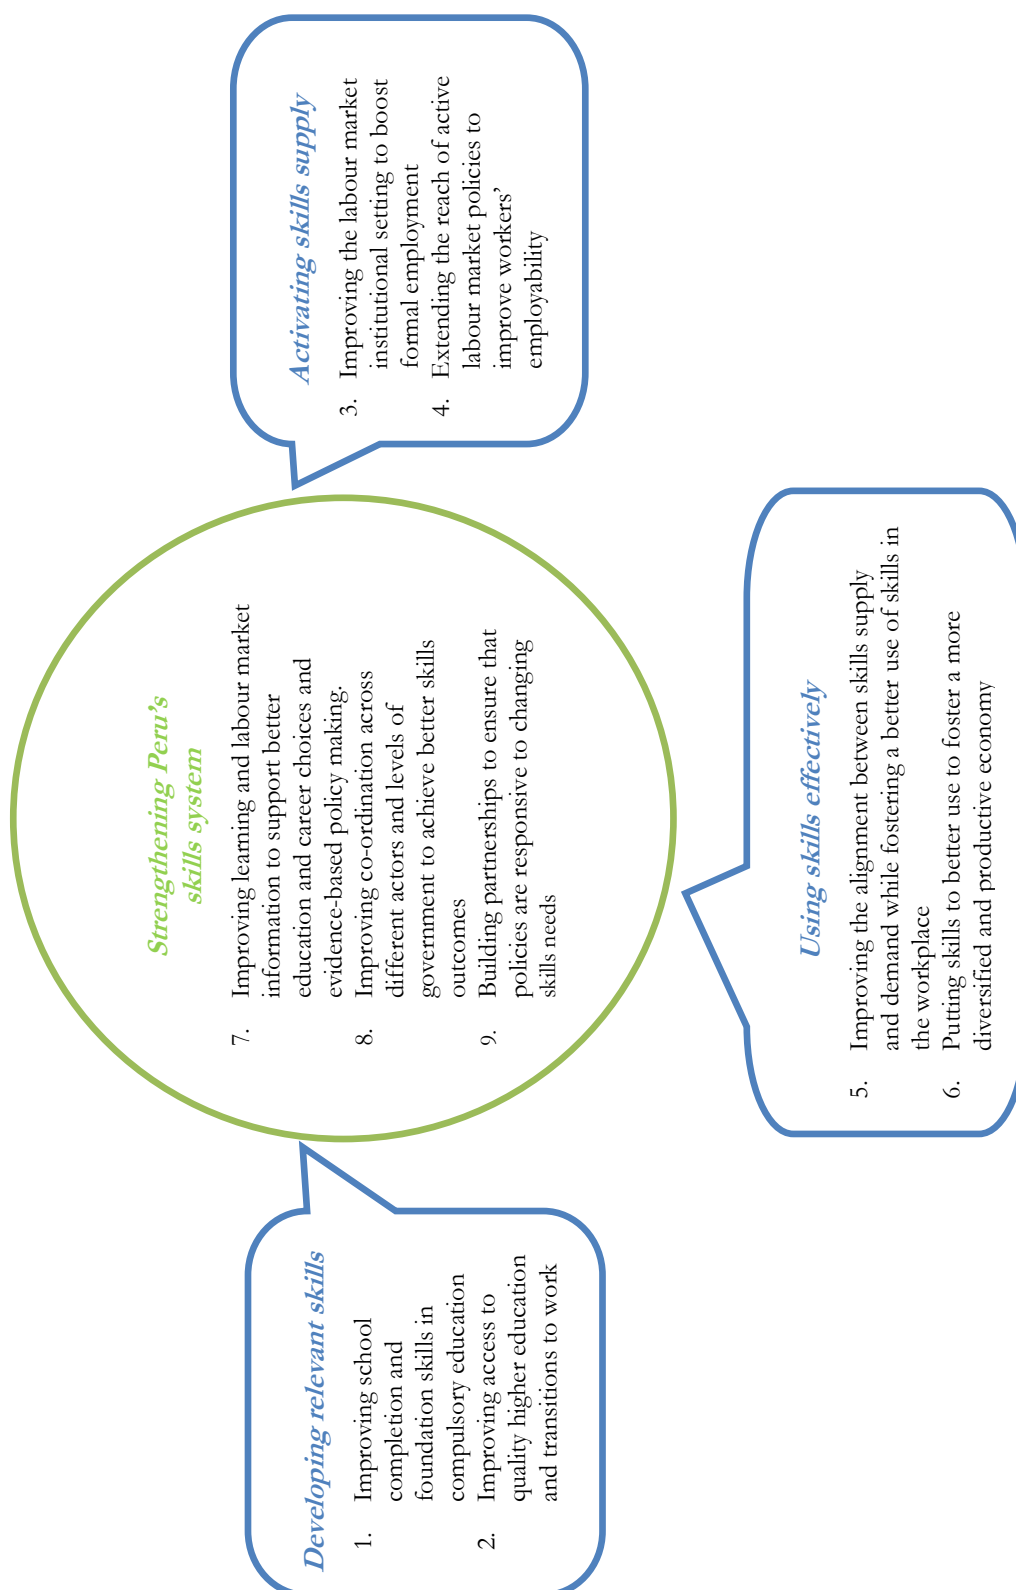 Developing relevant skills
1. Improving school
completion and
foundation skills in
compulsory education
2. Improving access to
quality higher education
and transitions to work
Strengthening Peru's
skills system
7. Improving learning and labour market
information to support better
education and career choices and
evidence-based policy making.
8. Improving co-ordination across
different actors and levels of
government to achieve better skills
outcomes
9. Building partnerships to ensure that
policies are responsive to changing
skills needs
Activating skills supply
3. Improving the labour market
institutional setting to boost
formal employment
4. Extending the reach of active
labour market policies to
improve workers’
employability
Using skills effectively
5. Improving the alignment between skills supply
and demand while fostering a better use of skills in
the workplace
6. Putting skills to better use to foster a more
diversified and productive economy